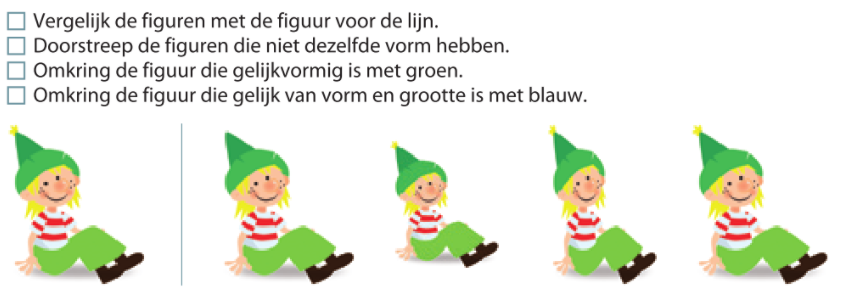 Vergelijk de figuren met de figuur voor de lijn.
Doorstreep de figuren die niet dezelfde vorm hebben.
Omkring de figuur die gelijkvormig is met groen.
Omkring de figuur die gelijk van vorm en grootte is met blauw.